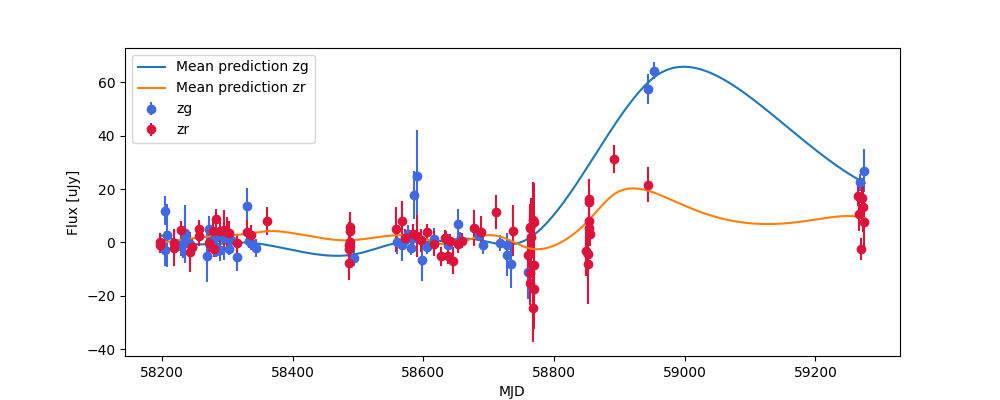 Mean prediction zg
Mean prediction zr
zg
zr
Flux [uJy]
60
40
20
0
−20
−40
58200
58400
58600
58800
59000
59200
MJD